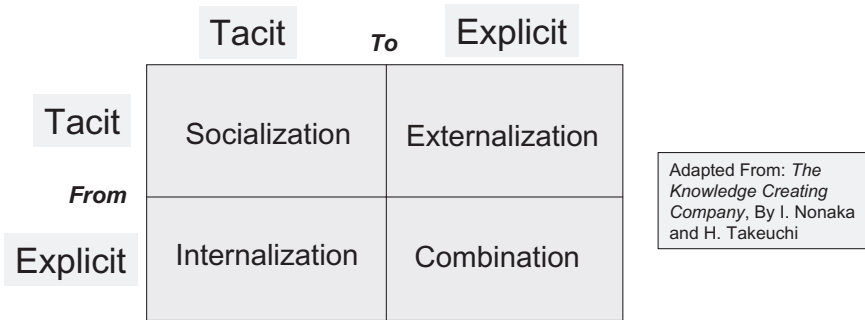 Tacit To Explicit
Tacit
Socialization Externalization
From
Explicit
Internalization Combination
Adapted From: The
Knowledge Creating
Company, By I. Nonaka
and H. Takeuchi